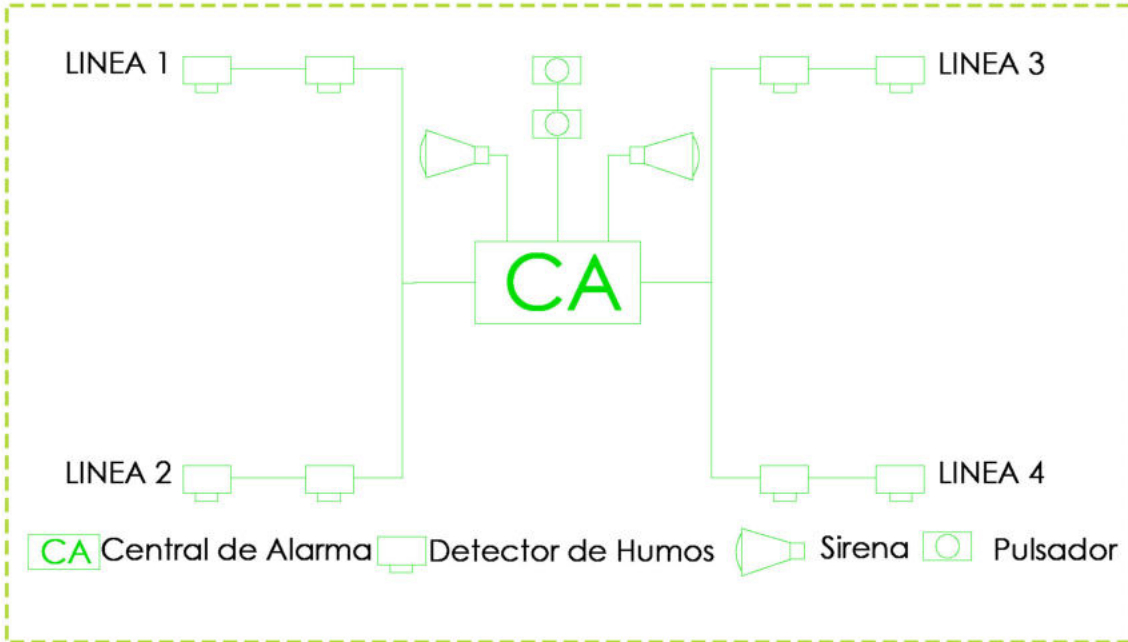 LINEA 1
LINEA 3
CA
LINEA 2
LINEA 4
CA Central de Alarma Detector de Humos Sirena Pulsador